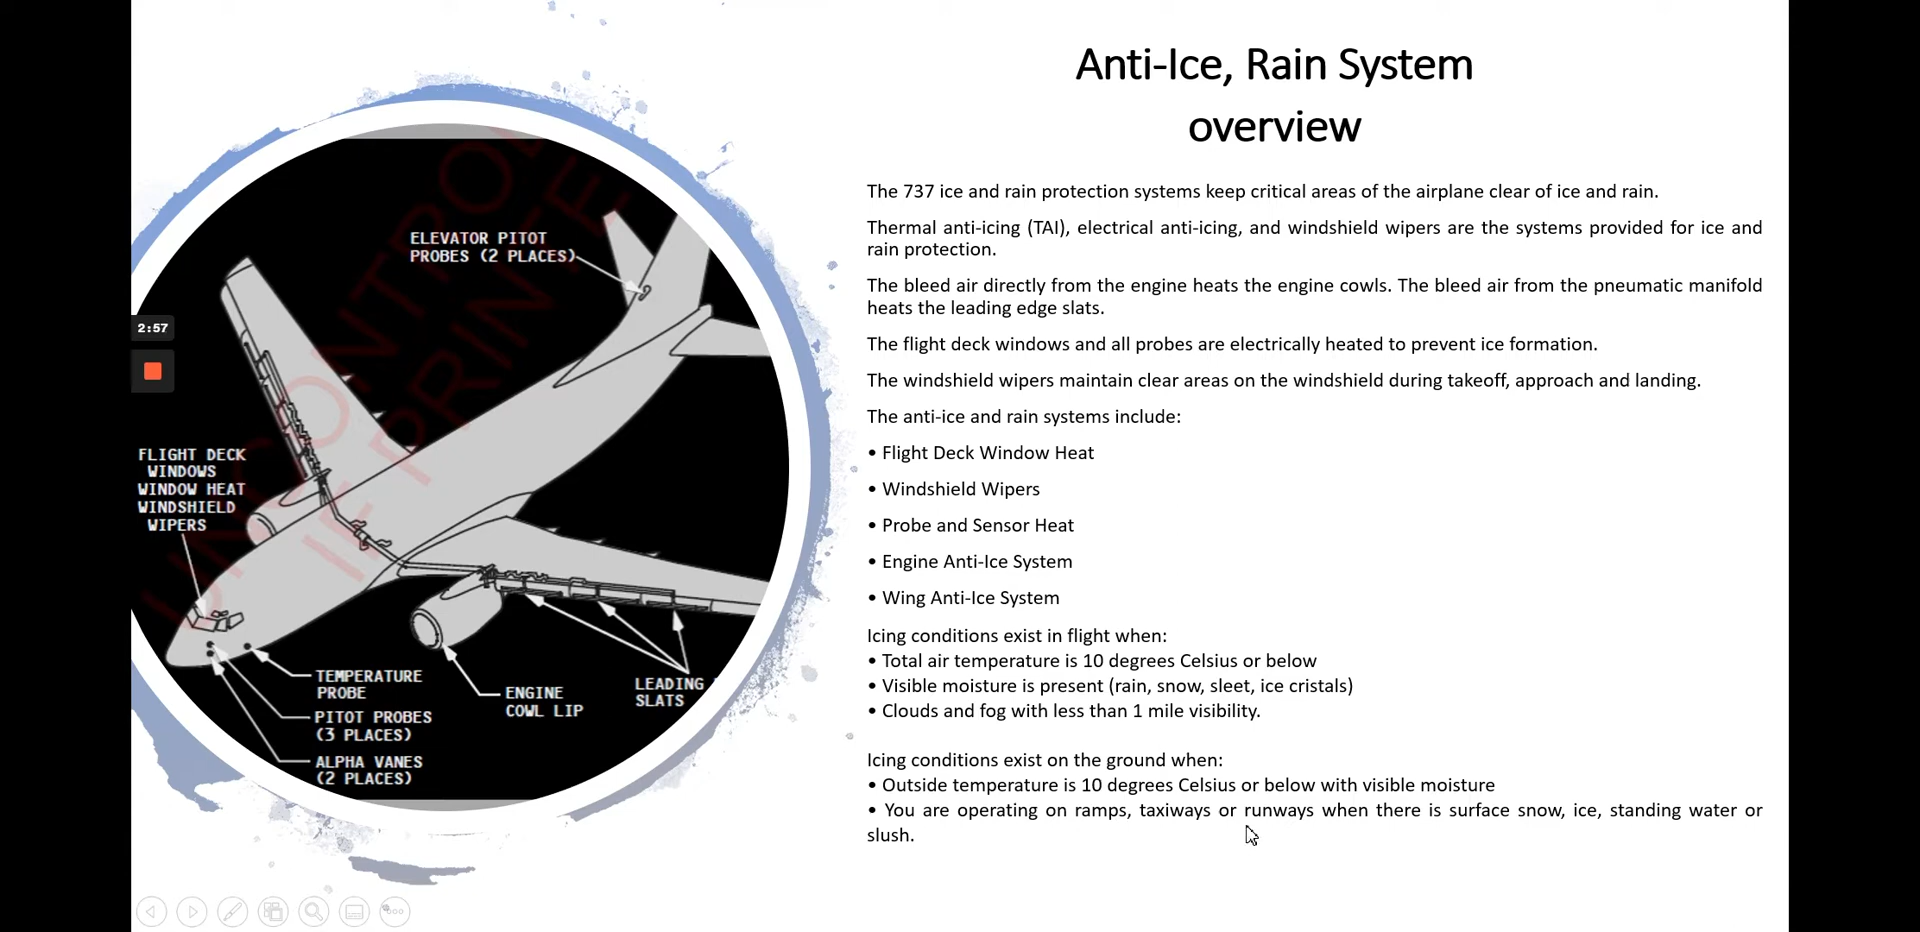 Anti-Ice, Rain System
overview
The 737 ice and rain protection systems keep critical areas of the airplane clear of ice and rain.
Thermal anti-icing (TAI), electrical anti-icing, and windshield wipers are the systems provided for ice and
rain protection.
The bleed air directly from the engine heats the engine cowls. The bleed air from the pneumatic manifold
heats the leading edge slats.
The flight deck windows and all probes are electrically heated to prevent ice formation.
The windshield wipers maintain clear areas on the windshield during takeoff, approach and landing.
The anti-ice and rain systems include:
• Flight Deck Window Heat
• Windshield Wipers
• Probe and Sensor Heat
• Engine Anti-Ice System
• Wing Anti-Ice System
Icing conditions exist in flight when:
• Total air temperature is 10 degrees Celsius or below
• Visible moisture is present (rain, snow, sleet, ice cristals)
• Clouds and fog with less than 1 mile visibility.
Icing conditions exist on the ground when:
• Outside temperature is 10 degrees Celsius or below with visible moisture
• You are operating on ramps, taxiways or runways when there is surface snow, ice, standing water or
slush.
ELEVATOR PITOT
PROBES (2 PLACES)
2:57
FLIGHT DECK
WINDOWS
WINDOW HEAT
WINDSHIELD
WIPERS
TEMPERATURE
PROBE
PITOT PROBES
(3 PLACES)
ALPHA VANES
(2 PLACES)
ENGINE
COWL LIP
LEADING
SLATS
IF PRINTE